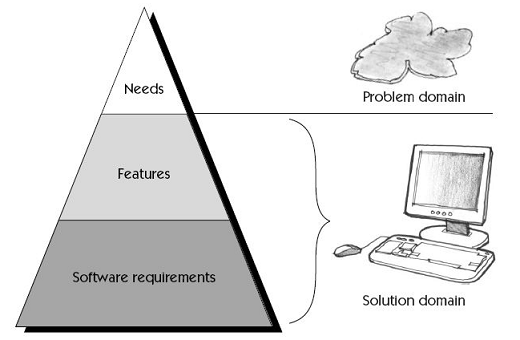 Needs
Problem domain
Features
Software requirements
Solution domain